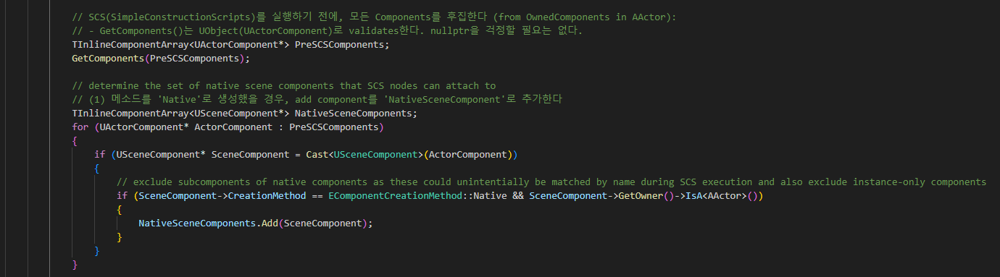 // SCS(SimpleConstructionScripts)를 실행하기 전에, 모든 Components를 후집한다 (from OwnedComponents in AActor):
// - GetComponents()는 UObject(UActorComponent)로 validates한다. nullptr을 걱정할 필요는 없다.
TInlineComponentArray<UActorComponent*> PreSCSComponents;
GetComponents(PreSCSComponents);
// determine the set of native scene components that SCS nodes can attach to
// (1) 메소드를 'Native'로 생성했을 경우, add component를 'NativeSceneComponent'로 추가한다
TInlineComponentArray<USceneComponent*> NativeSceneComponents;
for (UActorComponent* ActorComponent : PreSCSComponents)
{
if (USceneComponent* SceneComponent = Cast<USceneComponent>(ActorComponent))
{
// exclude subcomponents of native components as these could unintentially be matched by name during SCS execution and also exclude instance-only components
if (SceneComponent->CreationMethod == EComponentCreationMethod::Native && SceneComponent->GetOwner()->IsA<AActor>())
{
NativeSceneComponents.Add(SceneComponent);
}
}
}